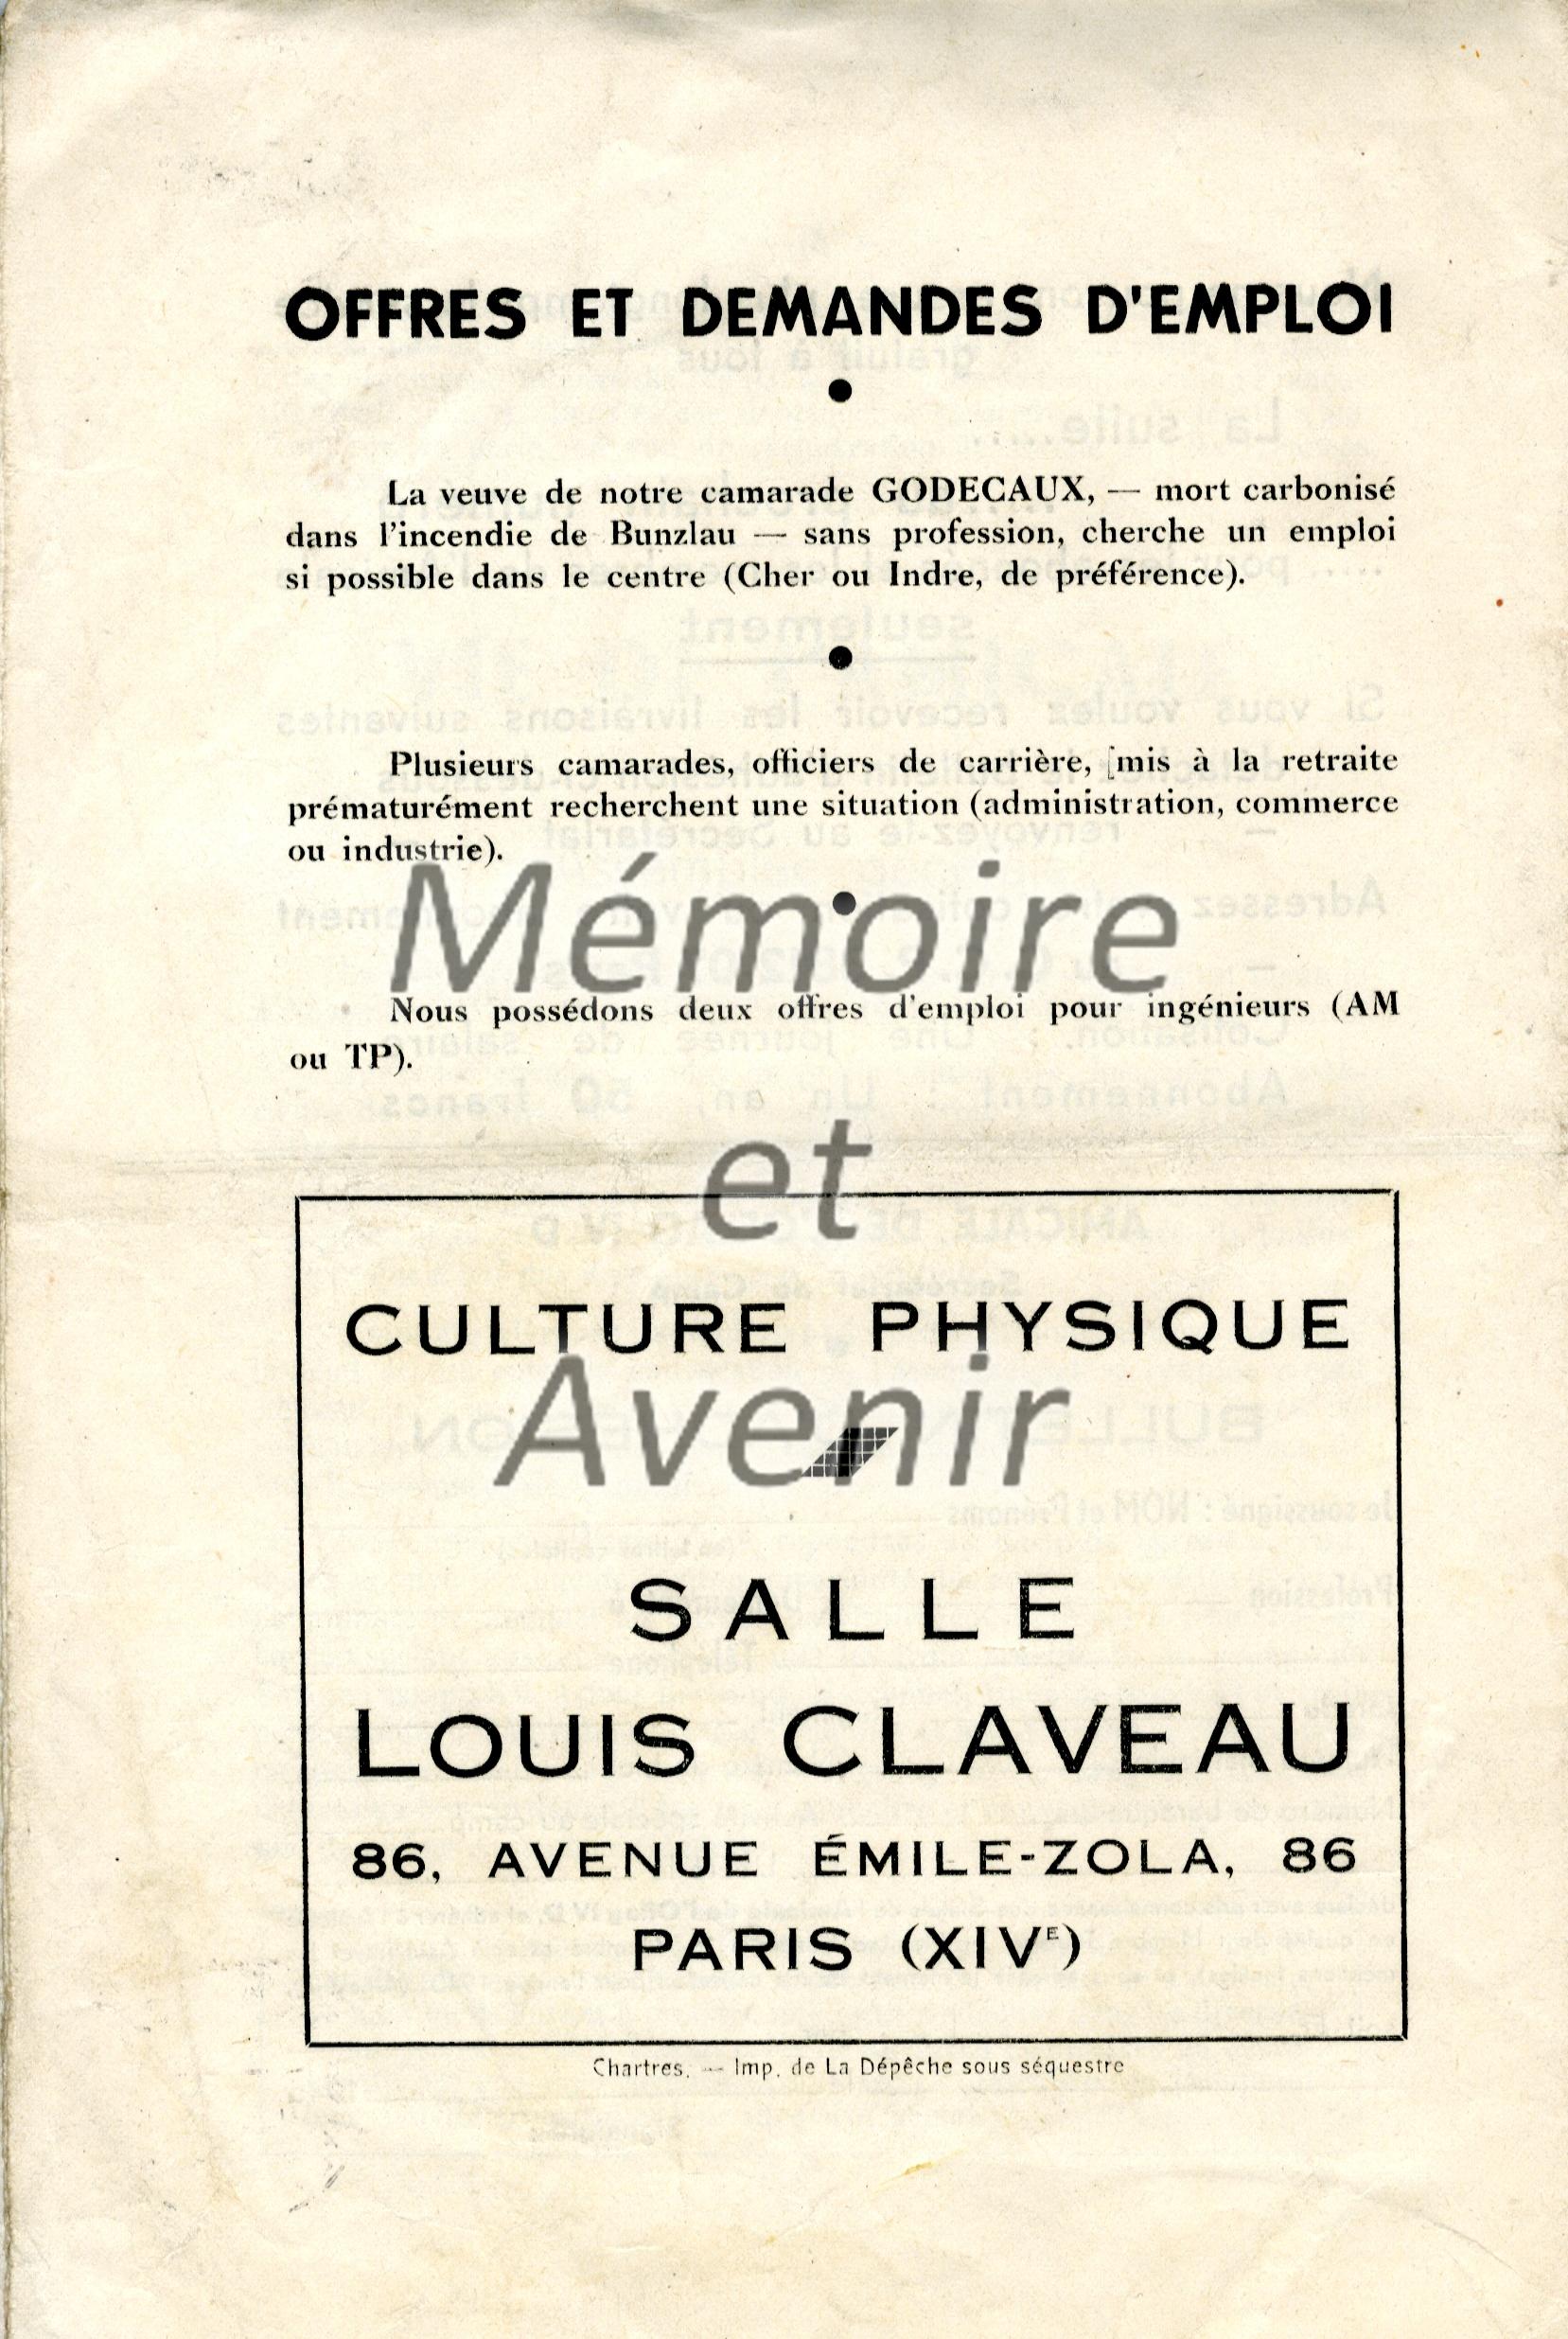 OFFRES ET DEMANDES D'EMPLOI
La veuve de notre camarade GODECAUX, — mort carbonisé
dans l'incendie de Bunzlau — sans profession, cherche un emploi
si possible dans le centre (Cher ou Indre, de préférence).
Plusieurs camarades, officiers de carrière, [mis à la retraite
prématurément recherchent une situation (administration, commerce
ou industrie).
Mémoire
Nous possédons deux offres d'emploi pour ingénieurs (AM
ou TP).
et
CULTURE PHYSIQUE
Avenir
SALLE
LOUIS CLAVEAU
86, AVENUE ÉMILE-ZOLA, 86
PARIS (XIVE)
Chartres. — Imp. de La Dépêche sous séquestre